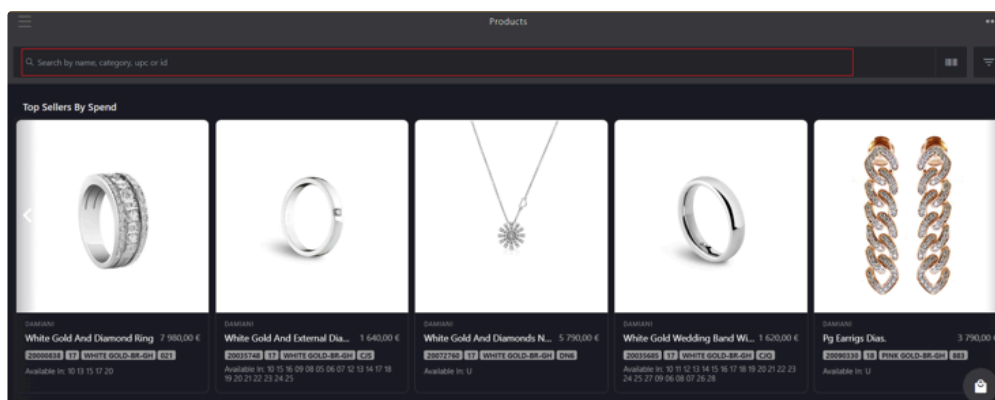 Products
Search by name, category, upc or id
Top Sellers By Spend
DAMIANI
White Gold And Diamond Ring 7 980,00 €
20000838 17 WHITE GOLD-BR-GH 021
Available In: 10 13 15 17 20
DAMIANI
White Gold And External Dia... 1 640,00 €
20035748 17 WHITE GOLD-BR-GH CJS
Available In: 10 15 16 09 08 05 06 07 12 13 14 17 18
19 20 21 22 23 24 25
DAMIANI
White Gold And Diamonds N... 5 790,00 €
20072760 17 WHITE GOLD-BR-GH DN6
Available In: U
DAMIANI
White Gold Wedding Band Wi... 1 620,00 €
20035685 17 WHITE GOLD-BR-GH CJQ
Available In: 10 11 12 13 14 15 16 17 18 19 20 21 22 23
24 25 27 09 06 08 07 26 28
DAMIANI
Pg Earrigs Dias. 3 790,00 €
20090330 18 PINK GOLD-BR-GH 883
Available In: U